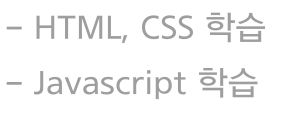 - HTML, CSS 학습
- Javascript 학습